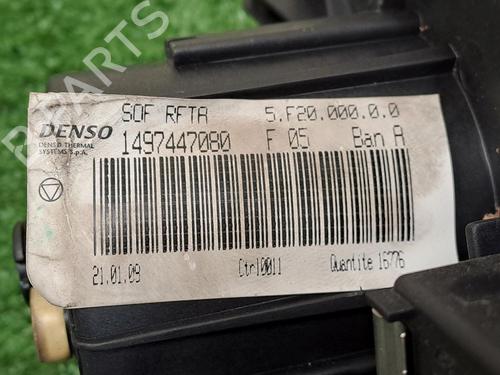 B-PARTS
SOF RFTA 5.F20.000.0.0
DENSO 1497447080 F 05 Ban A
DENSO THERMAL
SYSTEMS S.p.A.
21.01.09 Ctrl0011 Quantite 16776